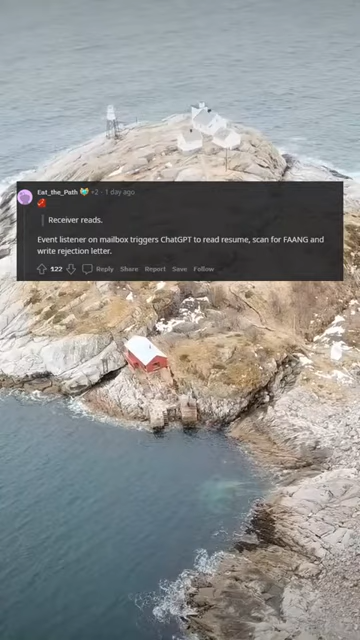 Eat_the_Path +2 · 1 day ago
Receiver reads.
Event listener on mailbox triggers ChatGPT to read resume, scan for FAANG and
write rejection letter.
122 Reply Share Report Save Follow